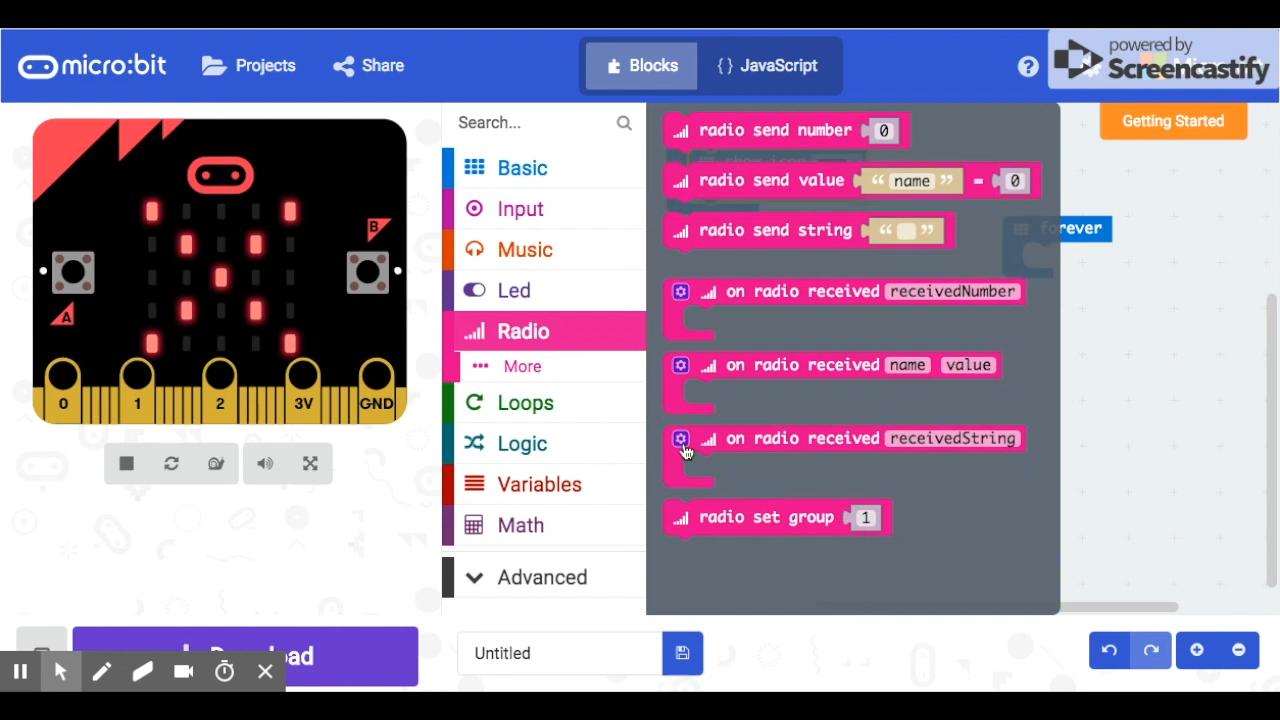 micro:bit
Projects
Share
Blocks
{} JavaScript
?
powered by
Screencastify
Getting Started
Search...
Basic
Input
Music
Led
Radio
More
Loops
Logic
Variables
Math
Advanced
radio send number 0
radio send value “ name ” = 0
radio send string “ ”
on radio received receivedNumber
on radio received name value
on radio received receivedString
radio set group 1
forever
B
A
0 1 2 3V GND
Untitled